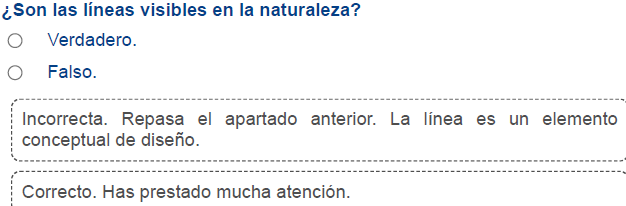 ¿Son las líneas visibles en la naturaleza?
Verdadero.
Falso.
Incorrecta. Repasa el apartado anterior. La línea es un elemento
conceptual de diseño.
Correcto. Has prestado mucha atención.